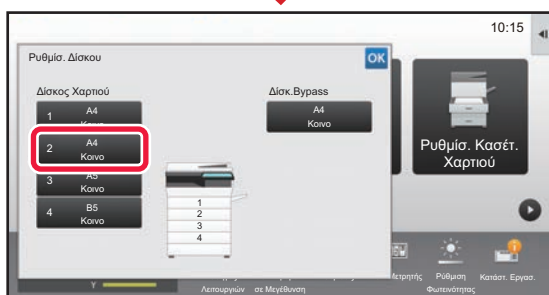 10:15
Ρυθμίσ. Δίσκου
OK
Δίσκος Χαρτιού
Δίσκ.Bypass
1 A4
Κοινο
A4
Κοινο
2 A4
Κοινο
3 A5
Κοινο
4 B5
Κοινο
1
2
3
4
Ρυθμίσ. Κασέτ.
Χαρτιού
Y
Λειτουργιών
σε Μεγέθυνση
Μετρητής
Ρύθμιση
Φωτεινότητας
Κατάστ. Εργασ.